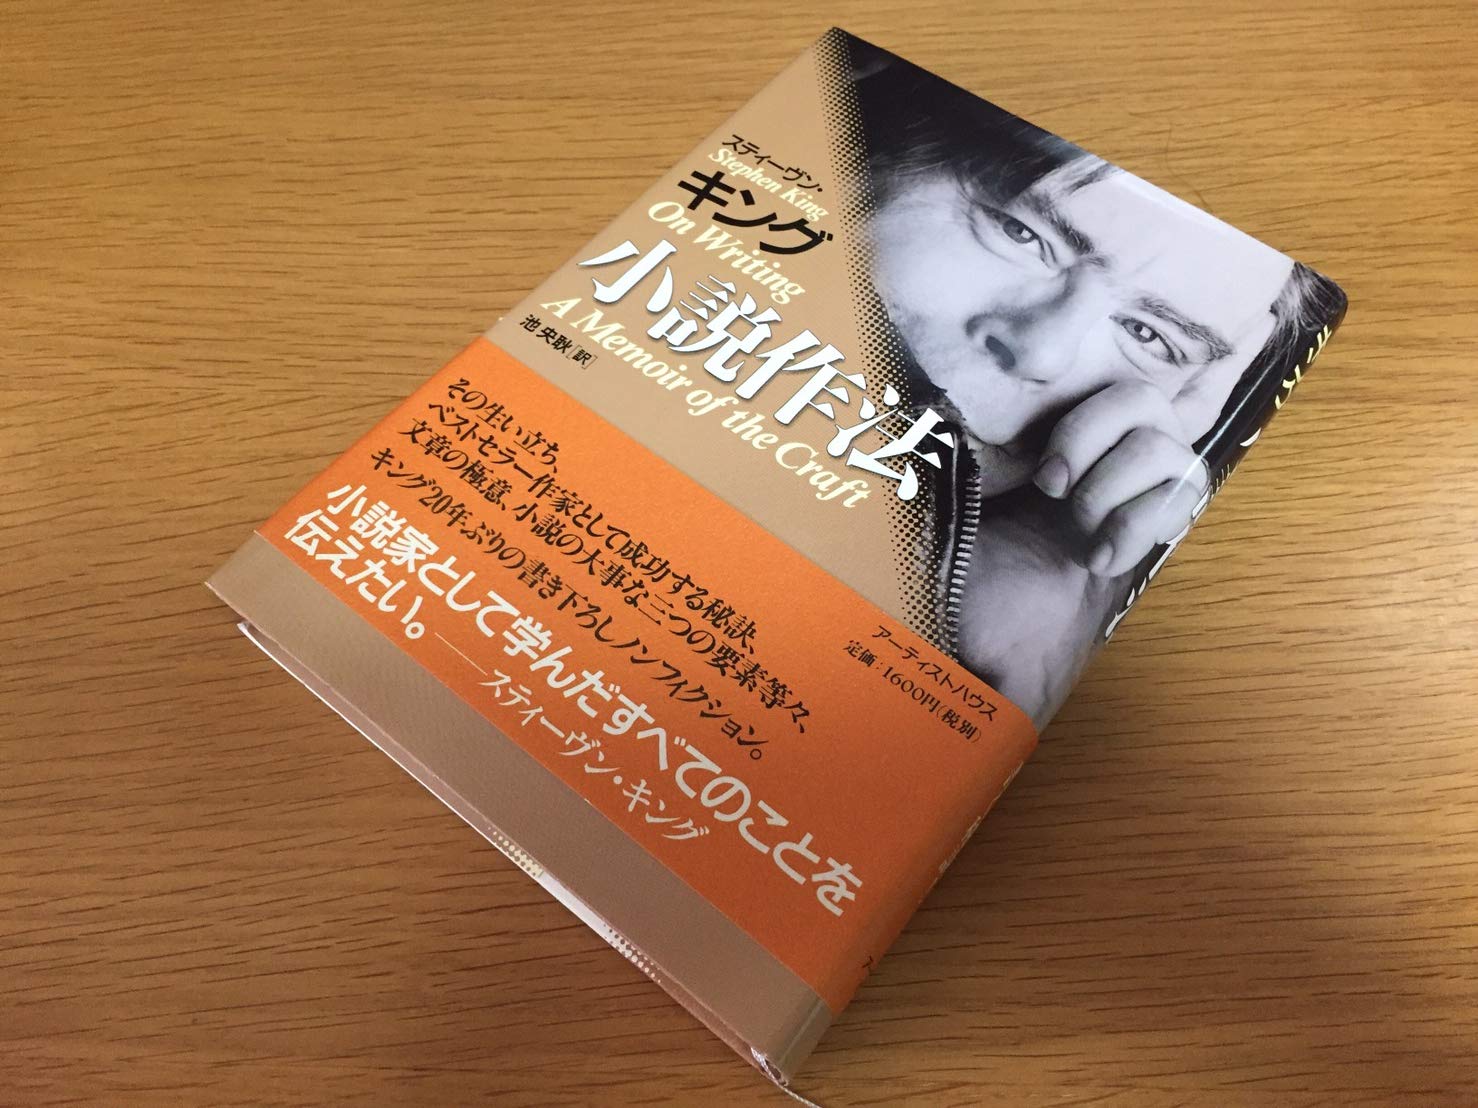 スティーヴン・
Stephen King
キング
On Writing
小説作法
A Memoir of the Craft
池 央耿［訳］
その生い立ち、
ベストセラー作家として成功する秘訣、
文章の極意、小説の大事な三つの要素等々、
キング20年ぶりの書き下ろしノンフィクション。
小説家として学んだすべてのことを
伝えたい。
——スティーヴン・キング
アーティストハウス
定価：1600円（税別）